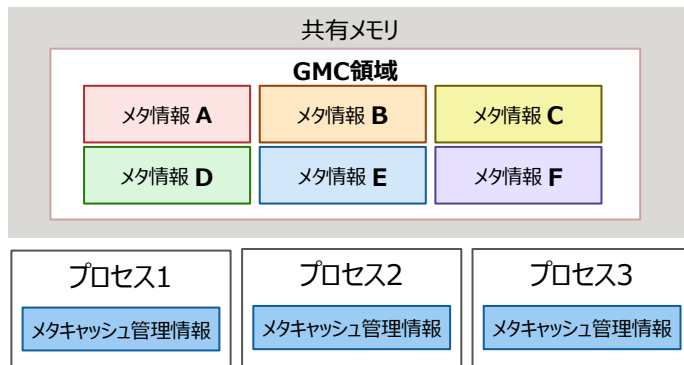 共有メモリ
GMC領域
メタ情報 A
メタ情報 B
メタ情報 C
メタ情報 D
メタ情報 E
メタ情報 F
プロセス1
プロセス2
プロセス3
メタキャッシュ管理情報
メタキャッシュ管理情報
メタキャッシュ管理情報